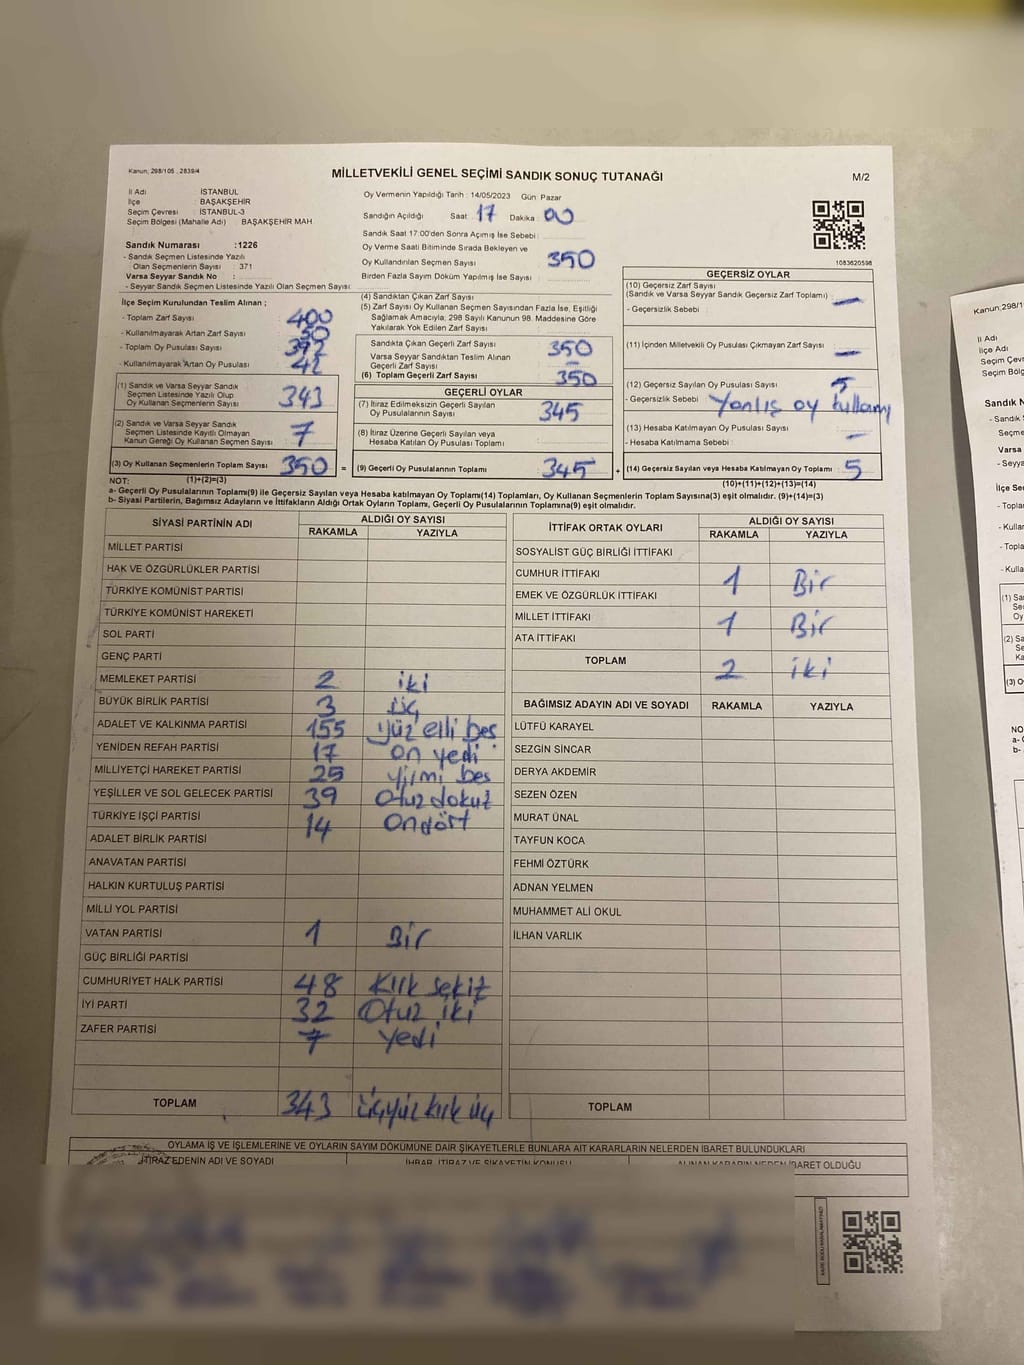 Kanun; 298/105 , 2839/4
MİLLETVEKİLİ GENEL SEÇİMİ SANDIK SONUÇ TUTANAĞI
M/2
İl Adı İSTANBUL
İlçe BAŞAKŞEHİR
Seçim Çevresi : İSTANBUL-3
Seçim Bölgesi (Mahalle Adı) : BAŞAKŞEHİR MAH
Sandık Numarası :1226
- Sandık Seçmen Listesinde Yazılı
Olan Seçmenlerin Sayısı : 371
Varsa Seyyar Sandık No :
- Seyyar Sandık Seçmen Listesinde Yazılı Olan Seçmen Sayısı:
Oy Vermenin Yapıldığı Tarih : 14/05/2023 Gün: Pazar
Sandığın Açıldığı Saat: 17 Dakika : 00
Sandık Saat 17:00'den Sonra Açımış İse Sebebi :
Oy Verme Saati Bitiminde Sırada Bekleyen ve
Oy Kullandırılan Seçmen Sayısı : 350
Birden Fazla Sayım Döküm Yapılmış İse Sayısı :
1083620598
İlçe Seçim Kurulundan Teslim Alınan ;
- Toplam Zarf Sayısı : 400
- Kullanılmayarak Artan Zarf Sayısı : 50
- Toplam Oy Pusulası Sayısı : 392
- Kullanılmayarak Artan Oy Pusulası : 42
(1) Sandık ve Varsa Seyyar Sandık
Seçmen Listesinde Yazılı Olup
Oy Kullanan Seçmenlerin Sayısı : 343
(2) Sandık ve Varsa Seyyar Sandık
Seçmen Listesinde Kayıtlı Olmayan
Kanun Gereği Oy Kullanan Seçmen Sayısı : 7
(3) Oy Kullanan Seçmenlerin Toplam Sayısı : 350 =
(4) Sandıktan Çıkan Zarf Sayısı :
(5) Zarf Sayısı Oy Kullanan Seçmen Sayısından Fazla İse, Eşitliği
Sağlamak Amacıyla; 298 Sayılı Kanunun 98. Maddesine Göre
Yakılarak Yok Edilen Zarf Sayısı :
Sandıkta Çıkan Geçerli Zarf Sayısı : 350
Varsa Seyyar Sandıktan Teslim Alınan
Geçerli Zarf Sayısı : —
(6) Toplam Geçerli Zarf Sayısı : 350
GEÇERLİ OYLAR
(7) İtiraz Edilmeksizin Geçerli Sayılan
Oy Pusulalarının Sayısı : 345
(8) İtiraz Üzerine Geçerli Sayılan veya
Hesaba Katılan Oy Pusulası Toplamı :
(9) Geçerli Oy Pusulalarının Toplamı : 345 +
GEÇERSİZ OYLAR
(10) Geçersiz Zarf Sayısı
(Sandık ve Varsa Seyyar Sandık Geçersiz Zarf Toplamı) : —
- Geçersizlik Sebebi :
(11) İçinden Milletvekili Oy Pusulası Çıkmayan Zarf Sayısı : —
(12) Geçersiz Sayılan Oy Pusulası Sayısı : 5
- Geçersizlik Sebebi : Yanlış oy kullanı
(13) Hesaba Katılmayan Oy Pusulası Sayısı :
- Hesaba Katılmama Sebebi : —
(14) Geçersiz Sayılan veya Hesaba Katılmayan Oy Toplamı : 5
NOT: (1)+(2)=(3)
(10)+(11)+(12)+(13)=(14)
a- Geçerli Oy Pusulalarının Toplamı(9) ile Geçersiz Sayılan veya Hesaba katılmayan Oy Toplamı(14) Toplamları, Oy Kullanan Seçmenlerin Toplam Sayısına(3) eşit olmalıdır. (9)+(14)=(3)
b- Siyasi Partilerin, Bağımsız Adayların ve İttifakların Aldığı Ortak Oyların Toplamı, Geçerli Oy Pusulalarının Toplamına(9) eşit olmalıdır.
SİYASİ PARTİNİN ADI ALDIĞI OY SAYISI
RAKAMLA YAZIYLA
MİLLET PARTİSİ
HAK VE ÖZGÜRLÜKLER PARTİSİ
TÜRKİYE KOMÜNİST PARTİSİ
TÜRKİYE KOMÜNİST HAREKETİ
SOL PARTİ
GENÇ PARTİ
MEMLEKET PARTİSİ 2 iki
BÜYÜK BİRLİK PARTİSİ 3 üç
ADALET VE KALKINMA PARTİSİ 155 yüz elli beş
YENİDEN REFAH PARTİSİ 17 on yedi
MİLLİYETÇİ HAREKET PARTİSİ 25 yirmi beş
YEŞİLLER VE SOL GELECEK PARTİSİ 39 Otuz dokuz
TÜRKİYE İŞÇİ PARTİSİ 14 Ondört
ADALET BİRLİK PARTİSİ
ANAVATAN PARTİSİ
HALKIN KURTULUŞ PARTİSİ
MİLLİ YOL PARTİSİ
VATAN PARTİSİ 1 Bir
GÜÇ BİRLİĞİ PARTİSİ
CUMHURİYET HALK PARTİSİ 48 Kırk sekiz
İYİ PARTİ 32 Otuz iki
ZAFER PARTİSİ 7 yedi
TOPLAM 343 üçyüz kırk üç
İTTİFAK ORTAK OYLARI ALDIĞI OY SAYISI
RAKAMLA YAZIYLA
SOSYALİST GÜÇ BİRLİĞİ İTTİFAKI
CUMHUR İTTİFAKI 1 Bir
EMEK VE ÖZGÜRLÜK İTTİFAKI
MİLLET İTTİFAKI 1 Bir
ATA İTTİFAKI
TOPLAM 2 iki
BAĞIMSIZ ADAYIN ADI VE SOYADI RAKAMLA YAZIYLA
LÜTFÜ KARAYEL
SEZGİN SİNCAR
DERYA AKDEMİR
SEZEN ÖZEN
MURAT ÜNAL
TAYFUN KOCA
FEHMİ ÖZTÜRK
ADNAN YELMEN
MUHAMMET ALİ OKUL
İLHAN VARLIK
TOPLAM
OYLAMA İŞ VE İŞLEMLERİNE VE OYLARIN SAYIM DÖKÜMÜNE DAİR ŞİKAYETLERLE BUNLARA AİT KARARLARIN NELERDEN İBARET BULUNDUKLARI
İTİRAZ EDENİN ADI VE SOYADI İHBAR, İTİRAZ VE ŞİKAYETİN KONUSU ALINAN KARARIN NEDEN İBARET OLDUĞU
Kanun; 298/1
İl Adı
İlçe Adı
Seçim Çev
Seçim Böl
Sandık N
- Sandık
Seçme
Varsa
- Seyya
İlçe Se
- Topla
- Kullan
- Topla
- Kulla
(1) Sa
Se
Oy
(2) Sa
Se
Ka
(3) O
NO
a-
b-